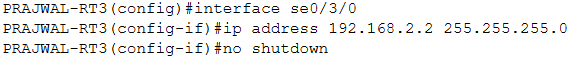 PRAJWAL-RT3(config)#interface se0/3/0
PRAJWAL-RT3(config-if)#ip address 192.168.2.2 255.255.255.0
PRAJWAL-RT3(config-if)#no shutdown